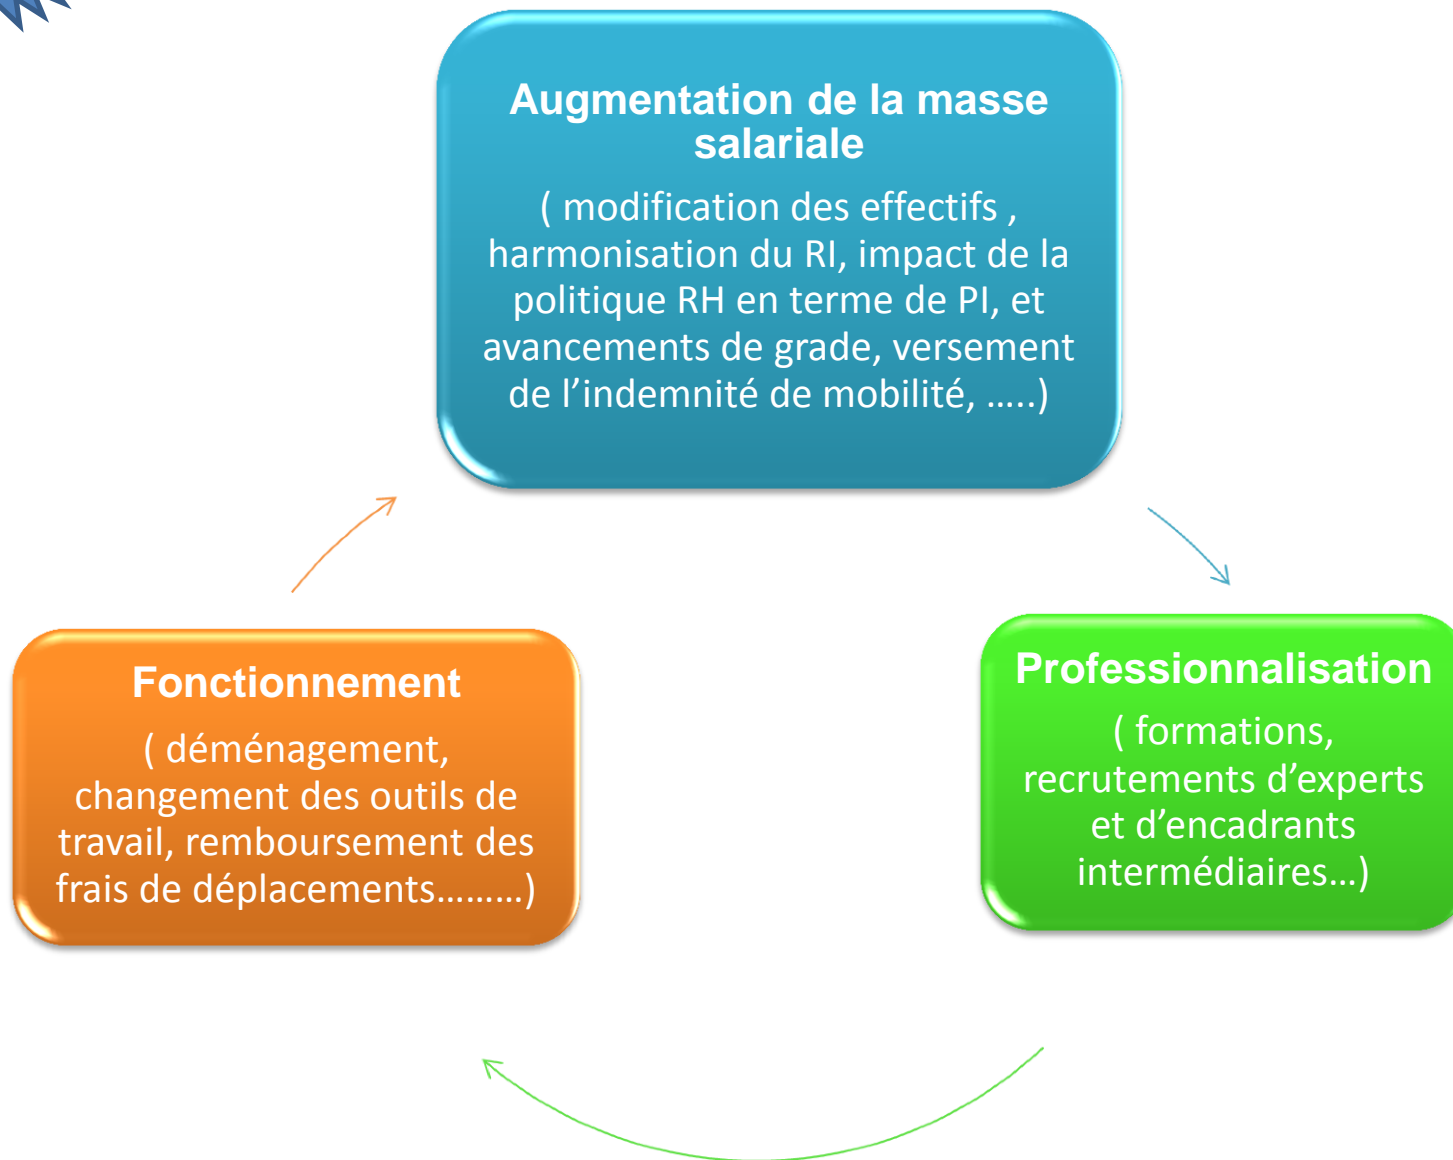 Augmentation de la masse
salariale
( modification des effectifs ,
harmonisation du RI, impact de la
politique RH en terme de PI, et
avancements de grade, versement
de l’indemnité de mobilité, …..)
Fonctionnement
( déménagement,
changement des outils de
travail, remboursement des
frais de déplacements………)
Professionnalisation
( formations,
recrutements d’experts
et d’encadrants
intermédiaires…)